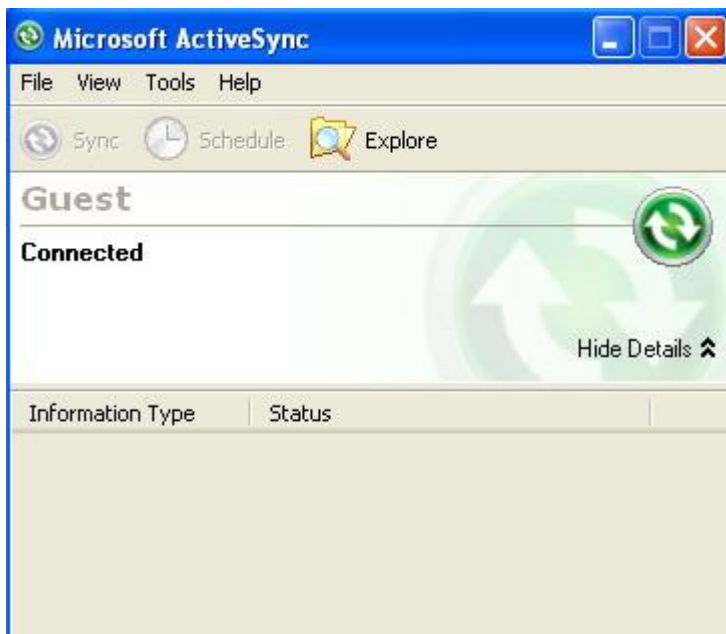 Microsoft ActiveSync
File View Tools Help
Sync Schedule Explore
Guest
Connected
Hide Details
Information Type Status